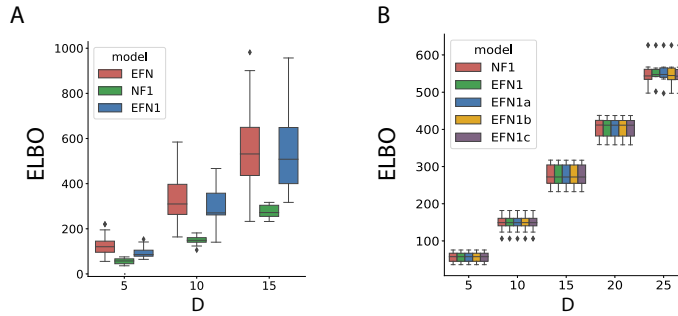 A
ELBO
1000
800
600
400
200
0
model
EFN
NF1
EFN1
5 10 15
D
B
ELBO
600
500
400
300
200
100
model
NF1
EFN1
EFN1a
EFN1b
EFN1c
5 10 15 20 25
D